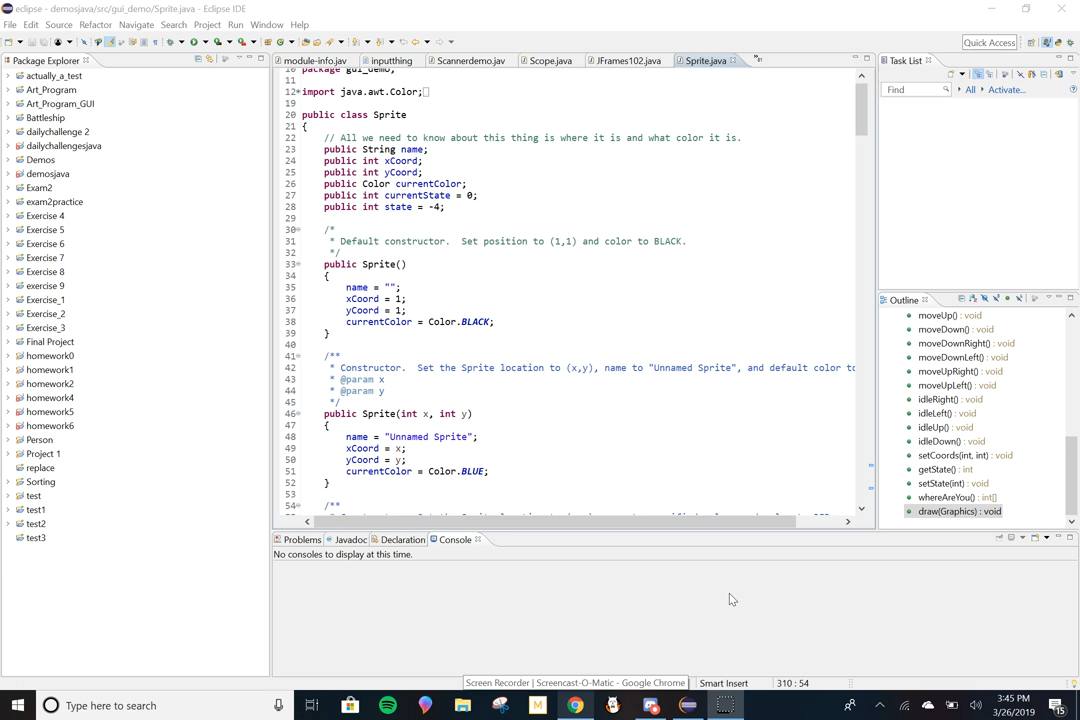 eclipse - demosjava/src/gui_demo/Sprite.java - Eclipse IDE
File Edit Source Refactor Navigate Search Project Run Window Help
Quick Access
Package Explorer
actually_a_test
Art_Program
Art_Program_GUI
Battleship
dailychallenge 2
dailychallengesjava
Demos
demosjava
Exam2
exam2practice
Exercise 4
Exercise 5
Exercise 6
Exercise 7
Exercise 8
exercise 9
Exercise_1
Exercise_2
Exercise_3
Final Project
homework0
homework1
homework2
homework4
homework5
homework6
Person
Project 1
replace
Sorting
test
test1
test2
test3
module-info.jav inputthing Scannerdemo.jav Scope.java JFrames102.java Sprite.java
10 package gui_demo;
11
12 import java.awt.Color;
19
20 public class Sprite
21 {
22 // All we need to know about this thing is where it is and what color it is.
23 public String name;
24 public int xCoord;
25 public int yCoord;
26 public Color currentColor;
27 public int currentState = 0;
28 public int state = -4;
29
30 /*
31 * Default constructor.  Set position to (1,1) and color to BLACK.
32 */
33 public Sprite()
34 {
35 name = "";
36 xCoord = 1;
37 yCoord = 1;
38 currentColor = Color.BLACK;
39 }
40
41 /**
42 * Constructor.  Set the Sprite location to (x,y), name to "Unnamed Sprite", and default color to
43 * @param x
44 * @param y
45 */
46 public Sprite(int x, int y)
47 {
48 name = "Unnamed Sprite";
49 xCoord = x;
50 yCoord = y;
51 currentColor = Color.BLUE;
52 }
53
54 /**
Task List
Find All Activate...
Outline
moveUp() : void
moveDown() : void
moveDownRight() : void
moveDownLeft() : void
moveUpRight() : void
moveUpLeft() : void
idleRight() : void
idleLeft() : void
idleUp() : void
idleDown() : void
setCoords(int, int) : void
getState() : int
setState(int) : void
whereAreYou() : int[]
draw(Graphics) : void
Problems Javadoc Declaration Console
No consoles to display at this time.
Screen Recorder | Screencast-O-Matic - Google Chrome
Smart Insert 310 : 54
Type here to search
M
3:45 PM
3/26/2019
15